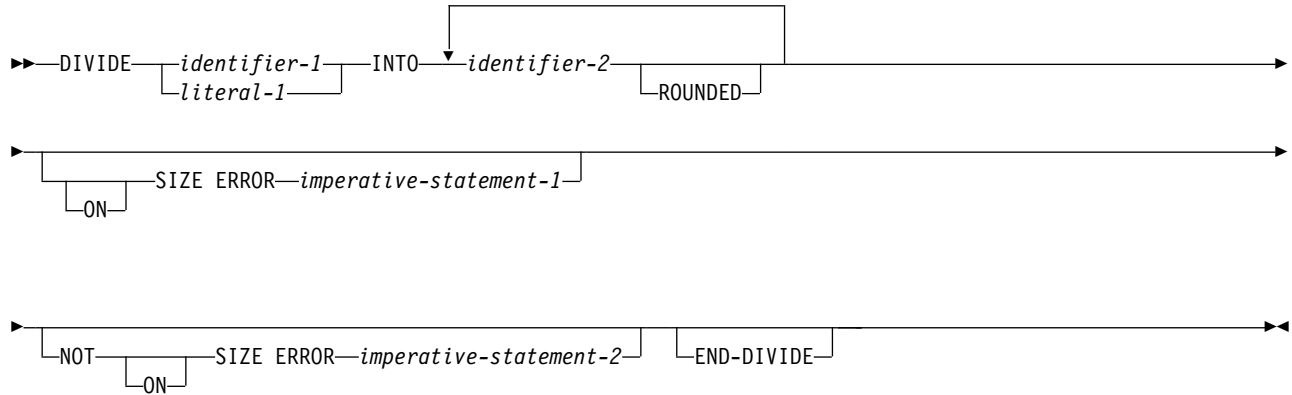 DIVIDE identifier-1 INTO identifier-2
literal-1 ROUNDED
SIZE ERROR imperative-statement-1
ON
NOT SIZE ERROR imperative-statement-2 END-DIVIDE
ON